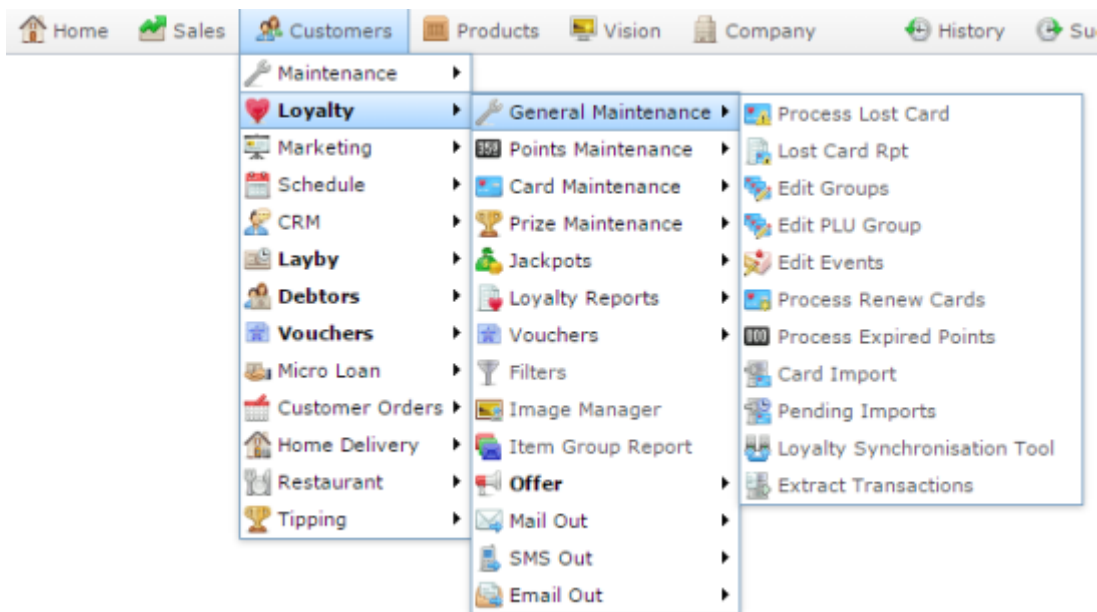 Home Sales Customers Products Vision Company History Su
Maintenance
Loyalty
Marketing
Schedule
CRM
Layby
Debtors
Vouchers
Micro Loan
Customer Orders
Home Delivery
Restaurant
Tipping
General Maintenance
Points Maintenance
Card Maintenance
Prize Maintenance
Jackpots
Loyalty Reports
Vouchers
Filters
Image Manager
Item Group Report
Offer
Mail Out
SMS Out
Email Out
Process Lost Card
Lost Card Rpt
Edit Groups
Edit PLU Group
Edit Events
Process Renew Cards
Process Expired Points
Card Import
Pending Imports
Loyalty Synchronisation Tool
Extract Transactions